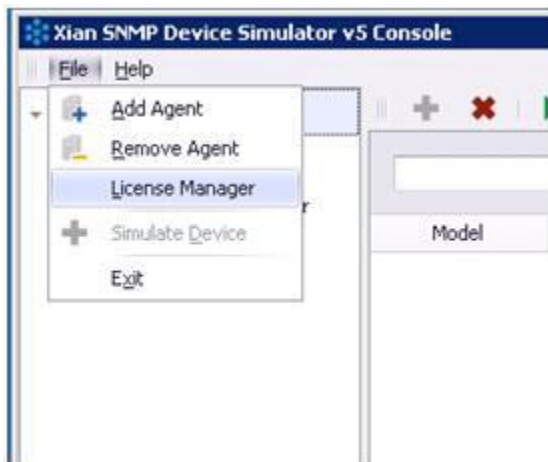 Xian SNMP Device Simulator v5 Console
File Help
Add Agent
Remove Agent
License Manager
Simulate Device
Exit
Model